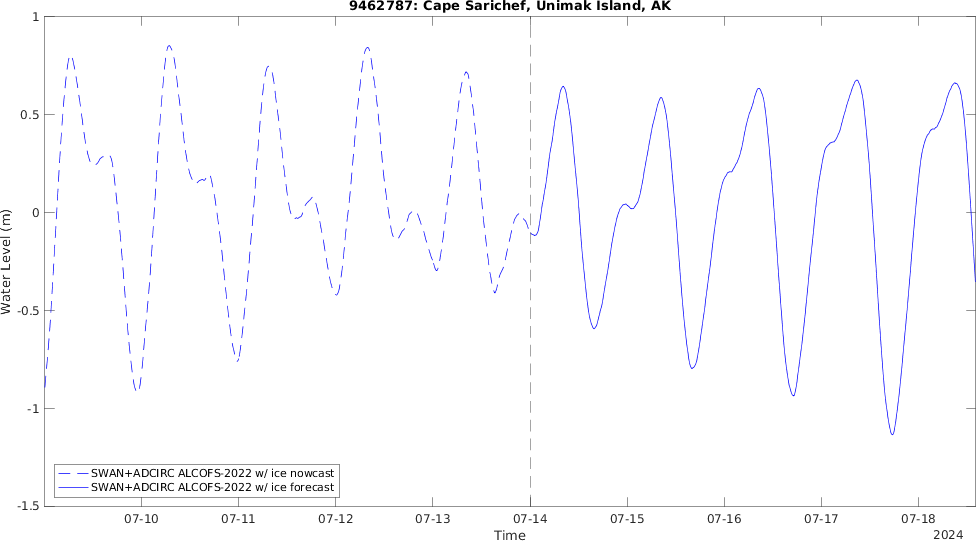 9462787: Cape Sarichef, Unimak Island, AK
1
0.5
0
-0.5
-1
-1.5
Water Level (m)
SWAN+ADCIRC ALCOFS-2022 w/ ice nowcast
SWAN+ADCIRC ALCOFS-2022 w/ ice forecast
07-10 07-11 07-12 07-13 07-14 07-15 07-16 07-17 07-18
Time
2024